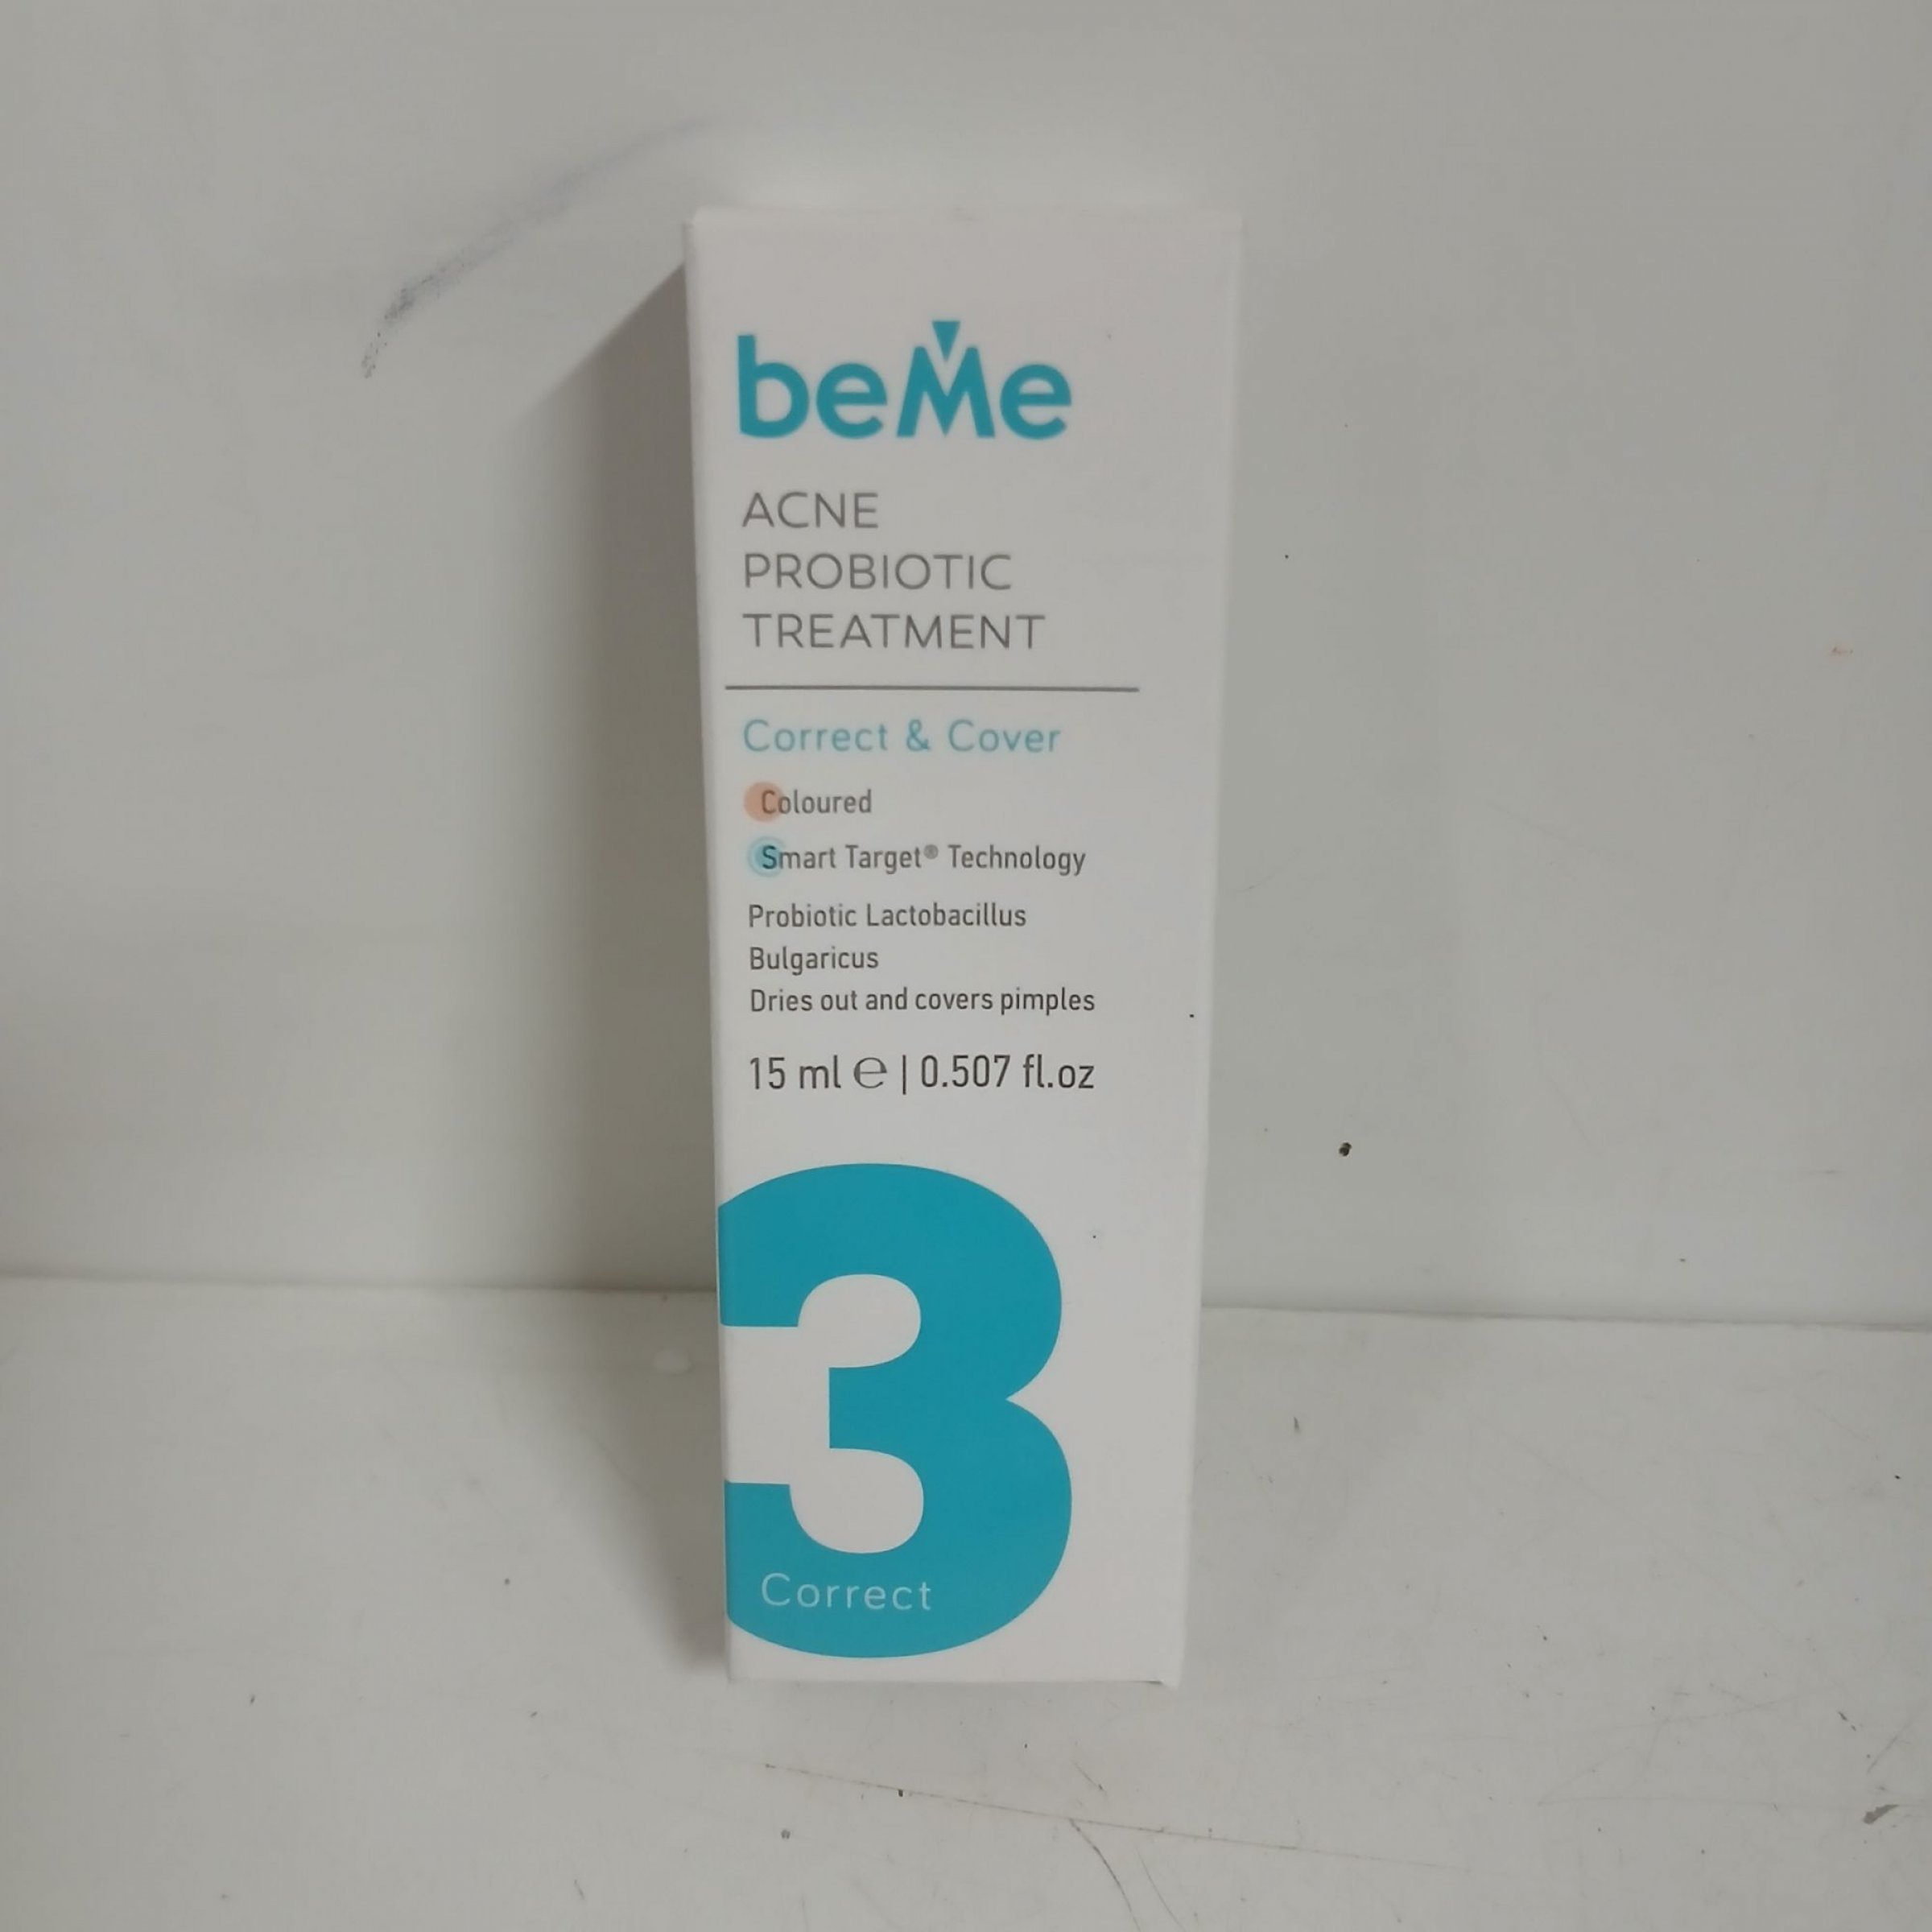 beMe
ACNE
PROBIOTIC
TREATMENT
Correct & Cover
Coloured
Smart Target® Technology
Probiotic Lactobacillus
Bulgaricus
Dries out and covers pimples
15 ml ℮ | 0.507 fl.oz
3
Correct